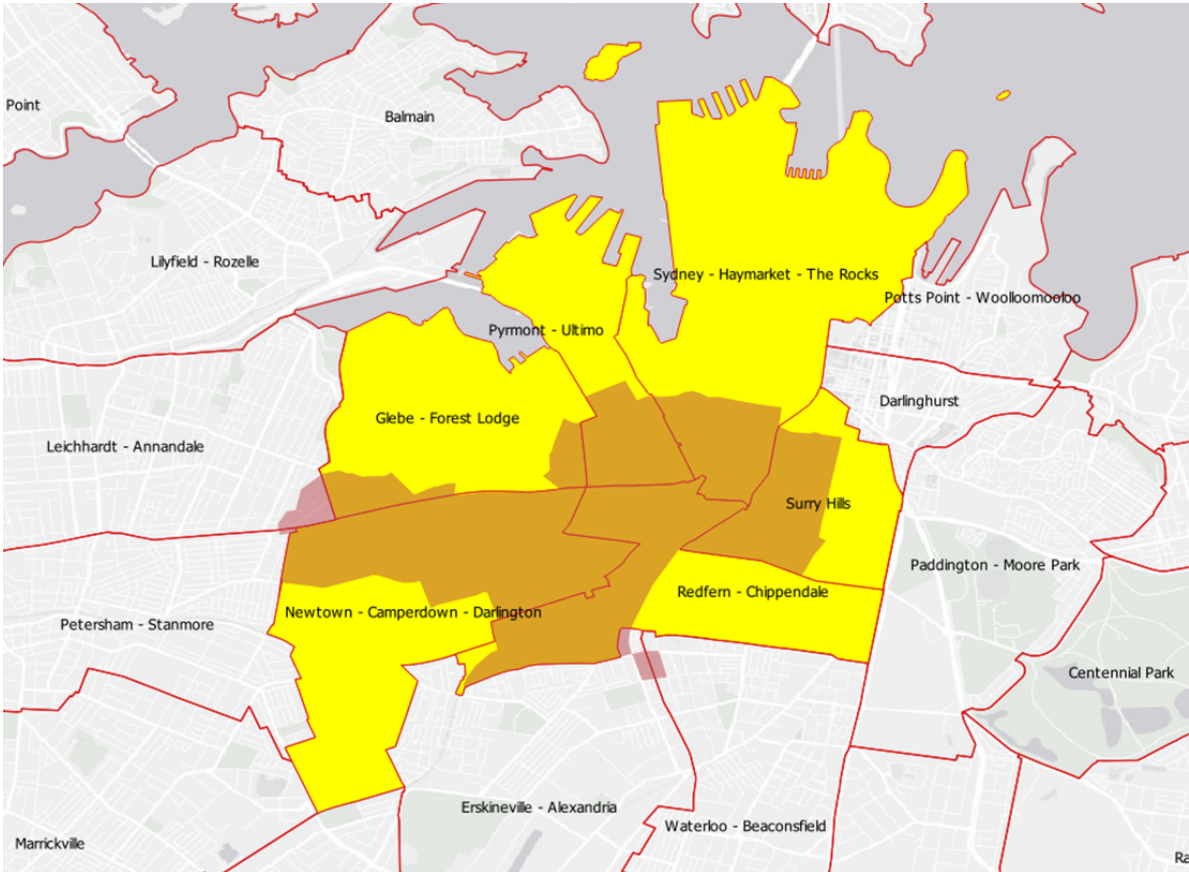 Point
Balmain
Lilyfield - Rozelle
Sydney - Haymarket - The Rocks
Potts Point - Woolloomooloo
Pyrmont - Ultimo
Darlinghurst
Glebe - Forest Lodge
Leichhardt - Annandale
Surry Hills
Paddington - Moore Park
Redfern - Chippendale
Newtown - Camperdown - Darlington
Petersham - Stanmore
Centennial Park
Erskineville - Alexandria
Waterloo - Beaconsfield
Marrickville
Ra